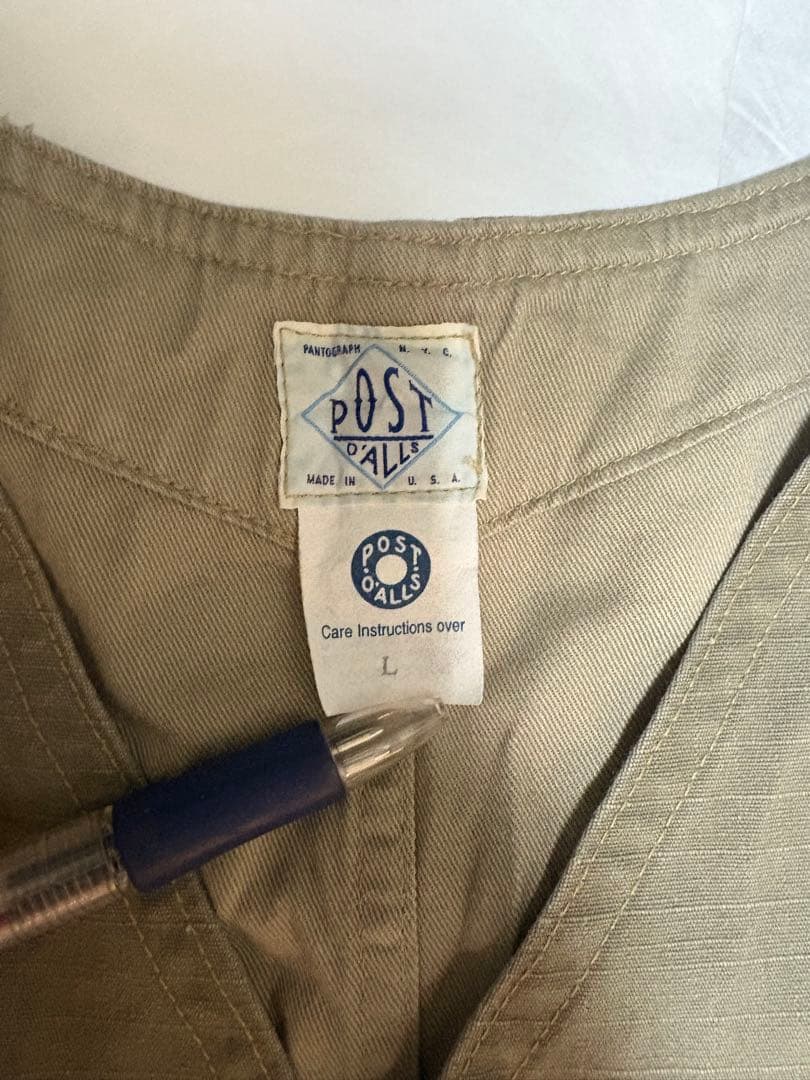 PANTOGRAPH N. Y. C.
POST
O'ALLS
MADE IN U. S. A.
POST
O'ALLS
Care Instructions over
L